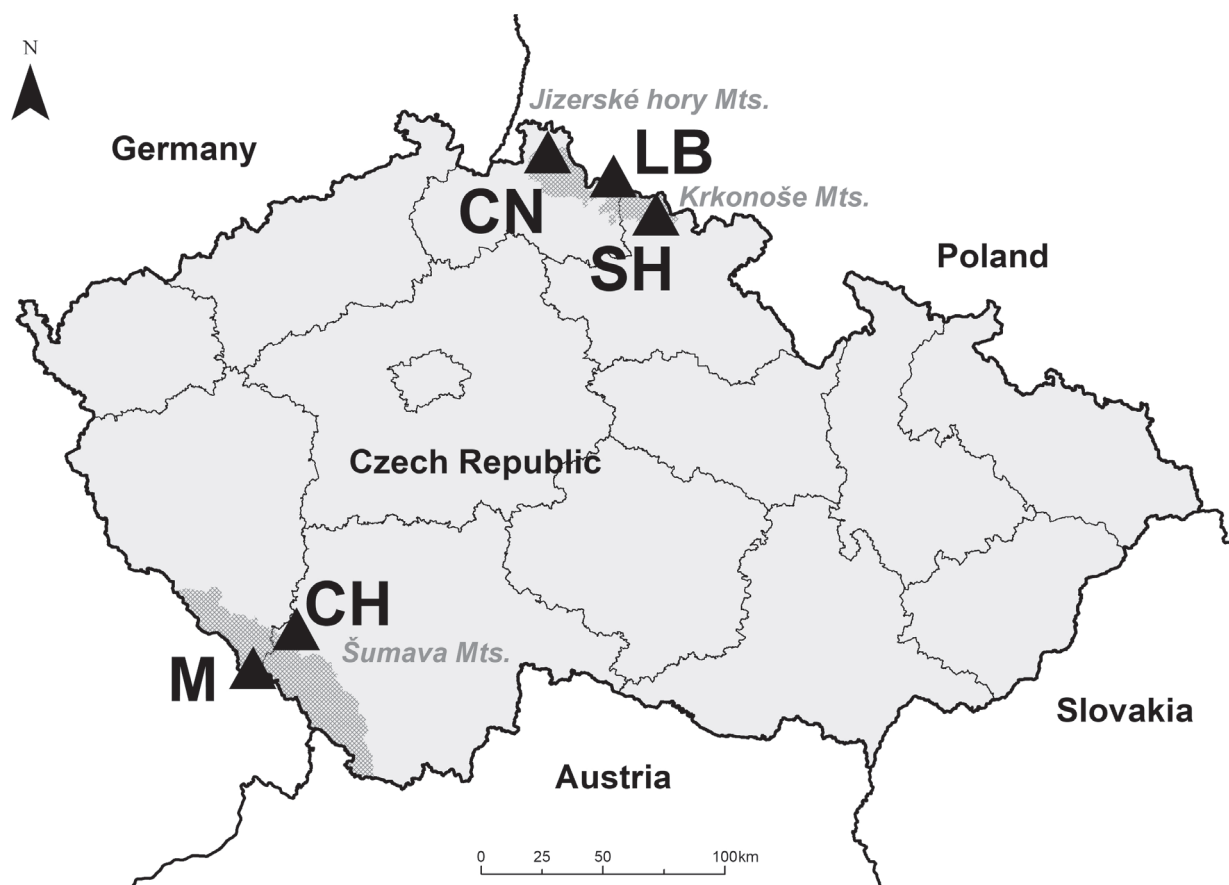 N
Jizerské hory Mts.
Germany
LB
CN
Krkonoše Mts.
SH
Poland
Czech Republic
CH
Šumava Mts.
M
Slovakia
Austria
0 25 50 100km